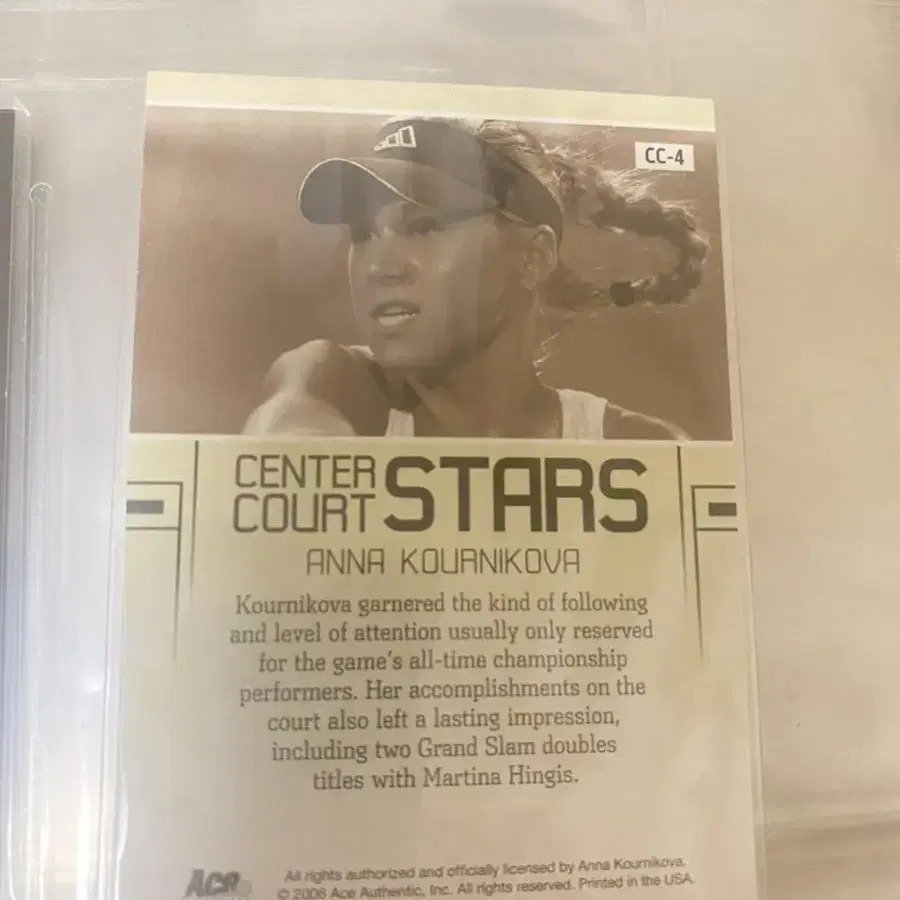 CC-4
CENTER
COURT STARS
ANNA KOURNIKOVA
Kournikova garnered the kind of following
and level of attention usually only reserved
for the game's all-time championship
performers. Her accomplishments on the
court also left a lasting impression,
including two Grand Slam doubles
titles with Martina Hingis.
All rights authorized and officially licensed by Anna Kournikova.
Ace © 2006 Ace Authentic, Inc. All rights reserved. Printed in the USA.